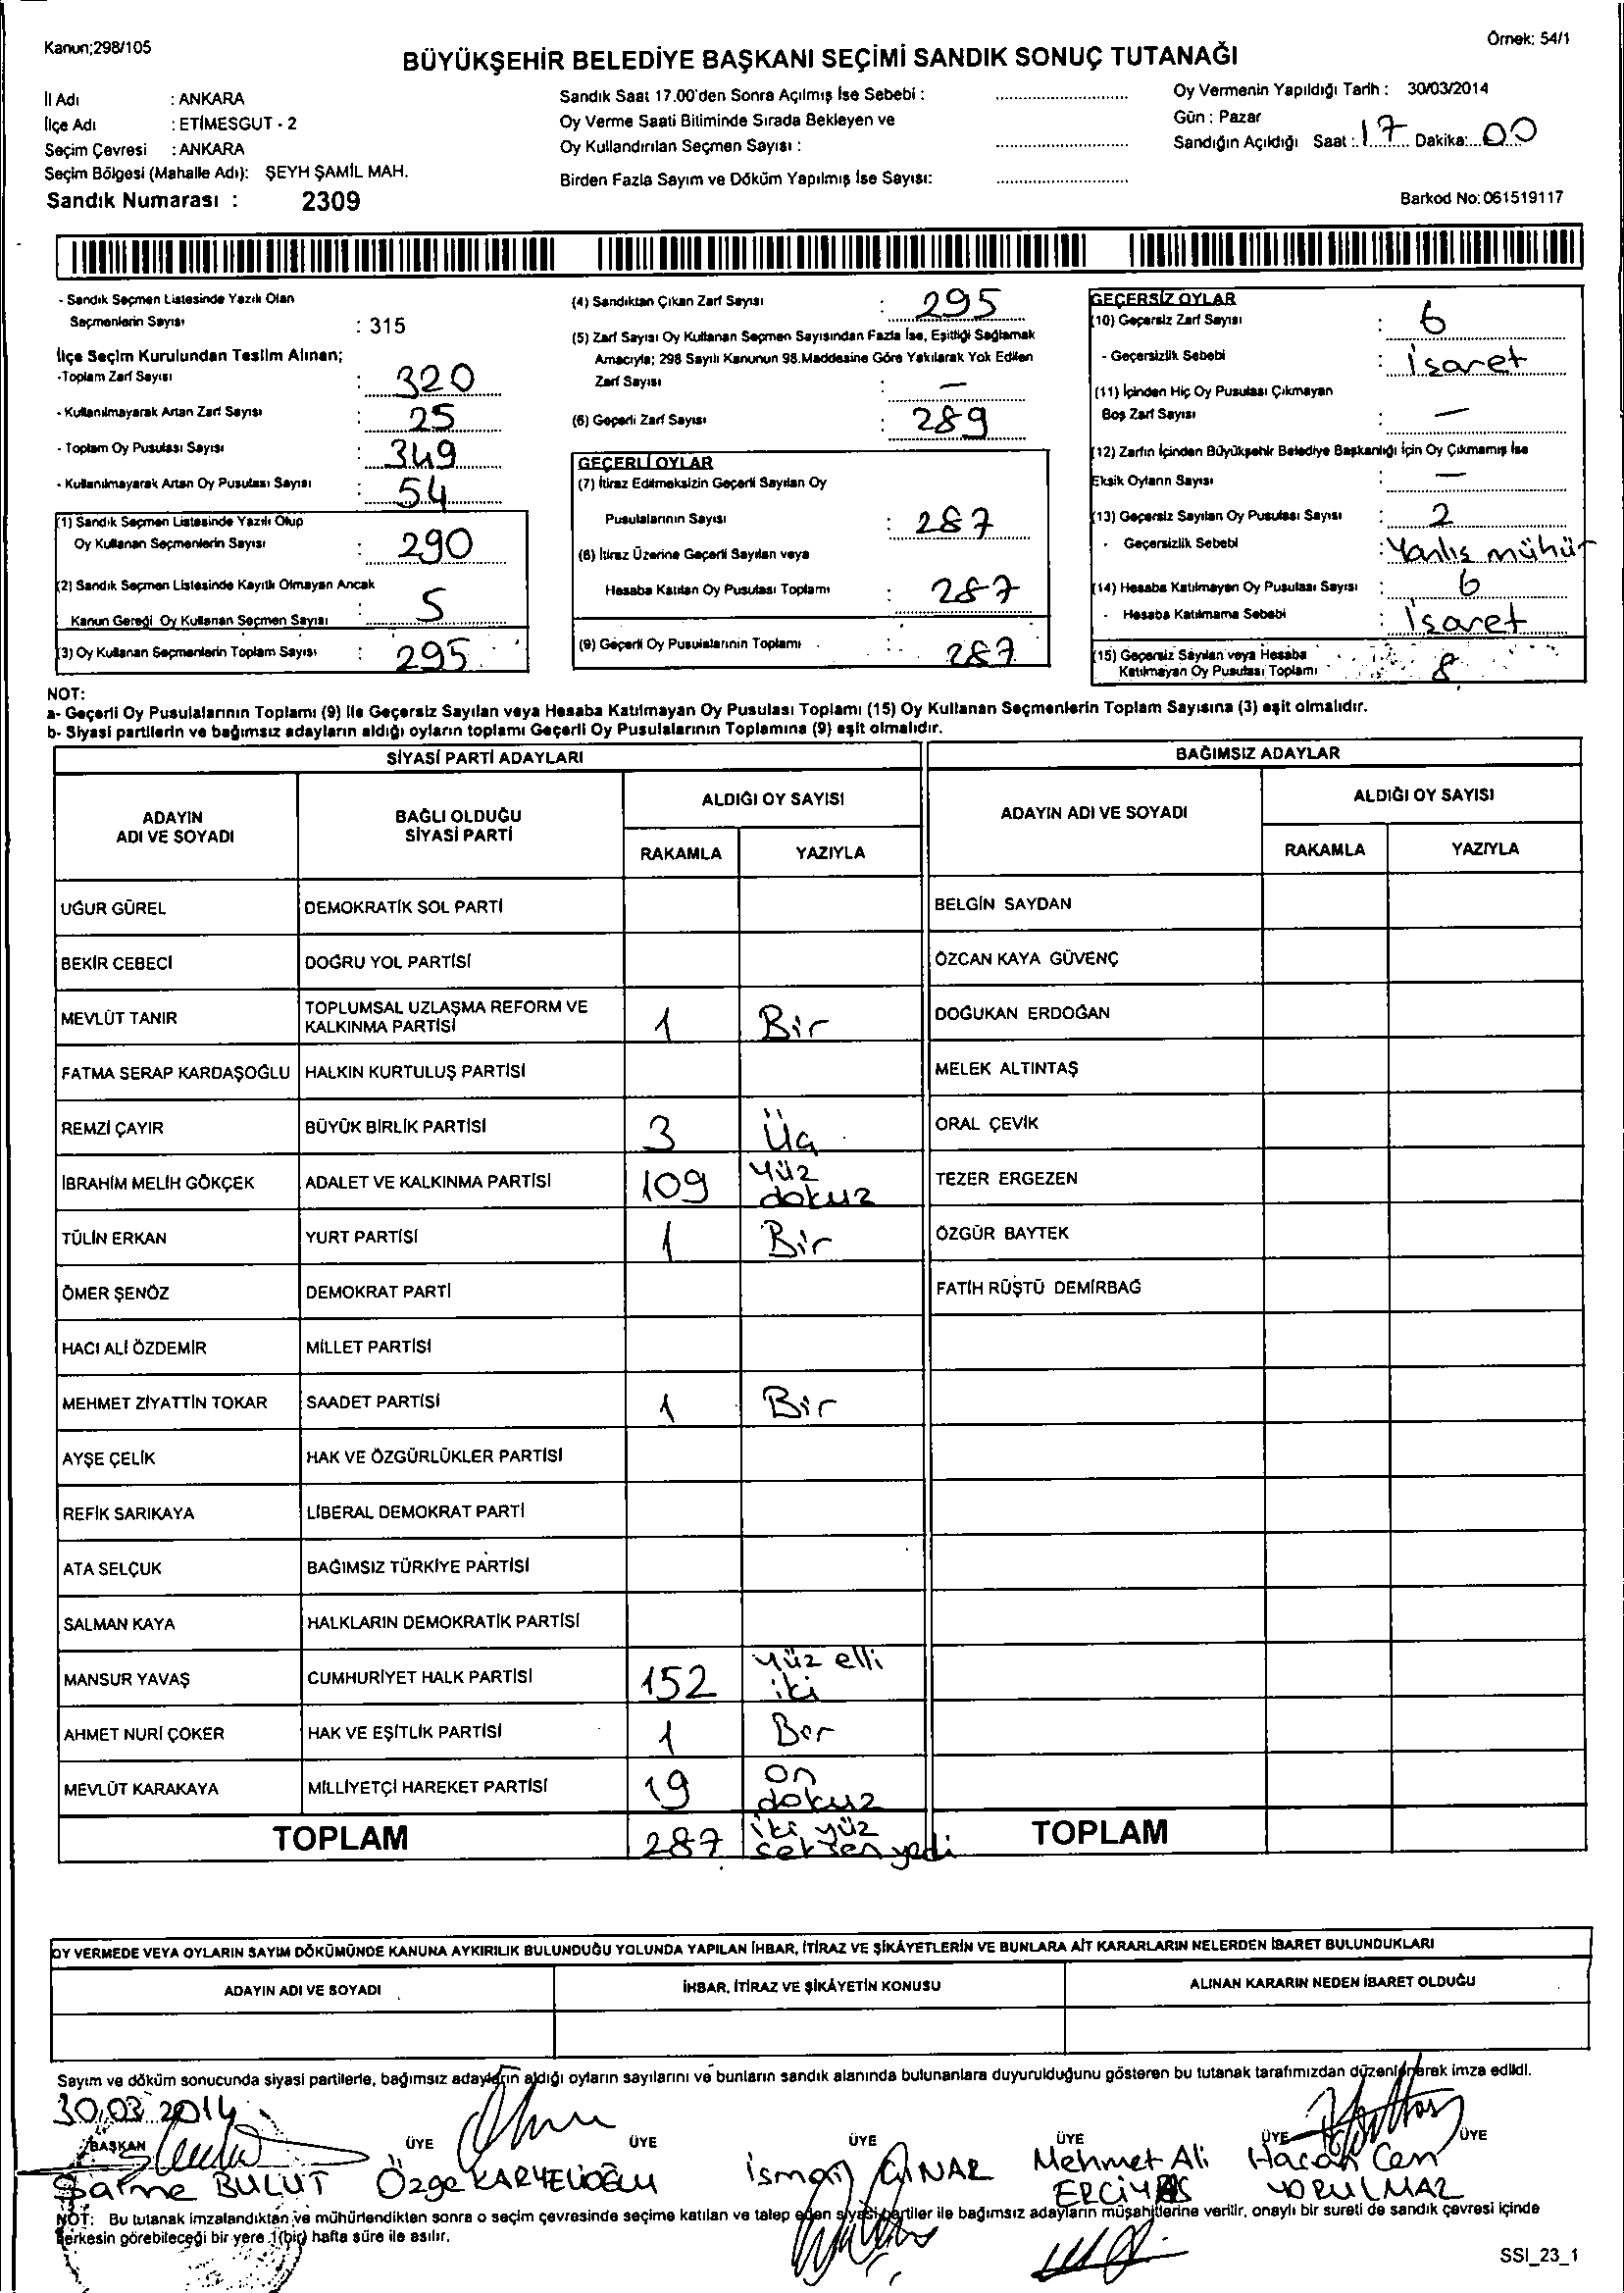 Kanun;298/105
Örnek: 54/1
BÜYÜKŞEHİR BELEDİYE BAŞKANI SEÇİMİ SANDIK SONUÇ TUTANAĞI
İl Adı : ANKARA
İlçe Adı : ETİMESGUT - 2
Seçim Çevresi : ANKARA
Seçim Bölgesi (Mahalle Adı): ŞEYH ŞAMİL MAH.
Sandık Numarası : 2309
Sandık Saat 17.00'den Sonra Açılmış İse Sebebi :
Oy Verme Saati Bitiminde Sırada Bekleyen ve
Oy Kullandırılan Seçmen Sayısı :
Birden Fazla Sayım ve Döküm Yapılmış İse Sayısı:
Oy Vermenin Yapıldığı Tarih : 30/03/2014
Gün : Pazar
Sandığın Açıldığı Saat : 17 Dakika: 00
Barkod No: 061519117
- Sandık Seçmen Listesinde Yazılı Olan
Seçmenlerin Sayısı : 315
İlçe Seçim Kurulundan Teslim Alınan;
-Toplam Zarf Sayısı : 320
- Kullanılmayarak Artan Zarf Sayısı : 25
- Toplam Oy Pusulası Sayısı : 349
- Kullanılmayarak Artan Oy Pusulası Sayısı : 54
(1) Sandık Seçmen Listesinde Yazılı Olup
Oy Kullanan Seçmenlerin Sayısı : 290
(2) Sandık Seçmen Listesinde Kayıtlı Olmayan Ancak
Kanun Gereği Oy Kullanan Seçmen Sayısı : 5
(3) Oy Kullanan Seçmenlerin Toplam Sayısı : 295
(4) Sandıktan Çıkan Zarf Sayısı : 295
(5) Zarf Sayısı Oy Kullanan Seçmen Sayısından Fazla İse, Eşitliği Sağlamak
Amacıyla; 298 Sayılı Kanunun 98.Maddesine Göre Yakılarak Yok Edilen
Zarf Sayısı : —
(6) Geçerli Zarf Sayısı : 289
GEÇERLİ OYLAR
(7) İtiraz Edilmeksizin Geçerli Sayılan Oy
Pusulalarının Sayısı : 287
(8) İtiraz Üzerine Geçerli Sayılan veya
Hesaba Katılan Oy Pusulası Toplamı : 287
(9) Geçerli Oy Pusulalarının Toplamı : 287
GEÇERSİZ OYLAR
(10) Geçersiz Zarf Sayısı : 6
- Geçersizlik Sebebi : İsaret
(11) İçinden Hiç Oy Pusulası Çıkmayan
Boş Zarf Sayısı : —
(12) Zarfın İçinden Büyükşehir Belediye Başkanlığı İçin Oy Çıkmamış İse
Eksik Oyların Sayısı : —
(13) Geçersiz Sayılan Oy Pusulası Sayısı : 2
- Geçersizlik Sebebi : Yanlış mühür
(14) Hesaba Katılmayan Oy Pusulası Sayısı : 6
- Hesaba Katılmama Sebebi : İsaret
(15) Geçersiz Sayılan veya Hesaba
Katılmayan Oy Pusulası Toplamı : 8
NOT:
a- Geçerli Oy Pusulalarının Toplamı (9) ile Geçersiz Sayılan veya Hesaba Katılmayan Oy Pusulası Toplamı (15) Oy Kullanan Seçmenlerin Toplam Sayısına (3) eşit olmalıdır.
b- Siyasi partilerin ve bağımsız adayların aldığı oyların toplamı Geçerli Oy Pusulalarının Toplamına (9) eşit olmalıdır.
SİYASİ PARTİ ADAYLARI BAĞIMSIZ ADAYLAR
ADAYIN ADI VE SOYADI BAĞLI OLDUĞU SİYASİ PARTİ ALDIĞI OY SAYISI ADAYIN ADI VE SOYADI ALDIĞI OY SAYISI
RAKAMLA YAZIYLA RAKAMLA YAZIYLA
UĞUR GÜREL DEMOKRATİK SOL PARTİ BELGİN SAYDAN
BEKİR CEBECİ DOĞRU YOL PARTİSİ ÖZCAN KAYA GÜVENÇ
MEVLÜT TANIR TOPLUMSAL UZLAŞMA REFORM VE KALKINMA PARTİSİ 1 Bir DOĞUKAN ERDOĞAN
FATMA SERAP KARDAŞOĞLU HALKIN KURTULUŞ PARTİSİ MELEK ALTINTAŞ
REMZİ ÇAYIR BÜYÜK BİRLİK PARTİSİ 3 Üç ORAL ÇEVİK
İBRAHİM MELİH GÖKÇEK ADALET VE KALKINMA PARTİSİ 109 Yüz dokuz TEZER ERGEZEN
TÜLİN ERKAN YURT PARTİSİ 1 Bir ÖZGÜR BAYTEK
ÖMER ŞENÖZ DEMOKRAT PARTİ FATİH RÜŞTÜ DEMİRBAĞ
HACI ALİ ÖZDEMİR MİLLET PARTİSİ
MEHMET ZİYATTİN TOKAR SAADET PARTİSİ 1 Bir
AYŞE ÇELİK HAK VE ÖZGÜRLÜKLER PARTİSİ
REFİK SARIKAYA LİBERAL DEMOKRAT PARTİ
ATA SELÇUK BAĞIMSIZ TÜRKİYE PARTİSİ
SALMAN KAYA HALKLARIN DEMOKRATİK PARTİSİ
MANSUR YAVAŞ CUMHURİYET HALK PARTİSİ 152 Yüz elli iki
AHMET NURİ ÇOKER HAK VE EŞİTLİK PARTİSİ 1 Bir
MEVLÜT KARAKAYA MİLLİYETÇİ HAREKET PARTİSİ 19 on dokuz
TOPLAM 287 iki yüz seksen yedi TOPLAM
OY VERMEDE VEYA OYLARIN SAYIM DÖKÜMÜNDE KANUNA AYKIRILIK BULUNDUĞU YOLUNDA YAPILAN İHBAR, İTİRAZ VE ŞİKÂYETLERİN VE BUNLARA AİT KARARLARIN NELERDEN İBARET BULUNDUKLARI
ADAYIN ADI VE SOYADI İHBAR, İTİRAZ VE ŞİKÂYETİN KONUSU ALINAN KARARIN NEDEN İBARET OLDUĞU
Sayım ve döküm sonucunda siyasi partilerle, bağımsız adayların aldığı oyların sayılarını ve bunların sandık alanında bulunanlara duyurulduğunu gösteren bu tutanak tarafımızdan düzenlenerek imza edildi.
30.03.2014
BAŞKAN ÜYE ÜYE ÜYE ÜYE ÜYE ÜYE
BULUT Özge KARYELİOĞLU İsmail ÇINAR Mehmet Ali ERCİYAS Hasan Cem YORULMAZ
NOT: Bu tutanak imzalandıktan ve mühürlendikten sonra o seçim çevresinde seçime katılan ve talep eden siyasi partiler ile bağımsız adayların müşahitlerine verilir, onaylı bir sureti de sandık çevresi içinde
herkesin görebileceği bir yere 1(bir) hafta süre ile asılır.
SSI_23_1